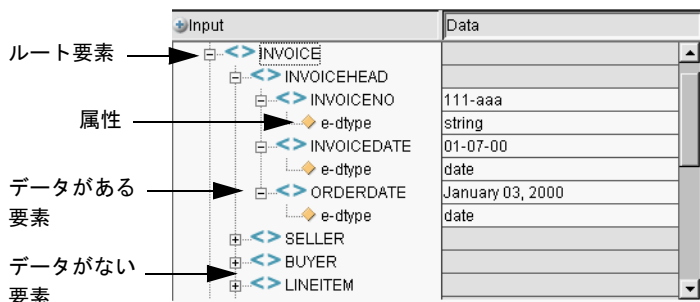 Input Data
ルート要素 INVOICE
INVOICEHEAD
INVOICENO 111-aaa
属性 e-dtype string
INVOICEDATE 01-07-00
e-dtype date
データがある
要素
ORDERDATE January 03, 2000
e-dtype date
SELLER
データがない
要素
BUYER
LINEITEM